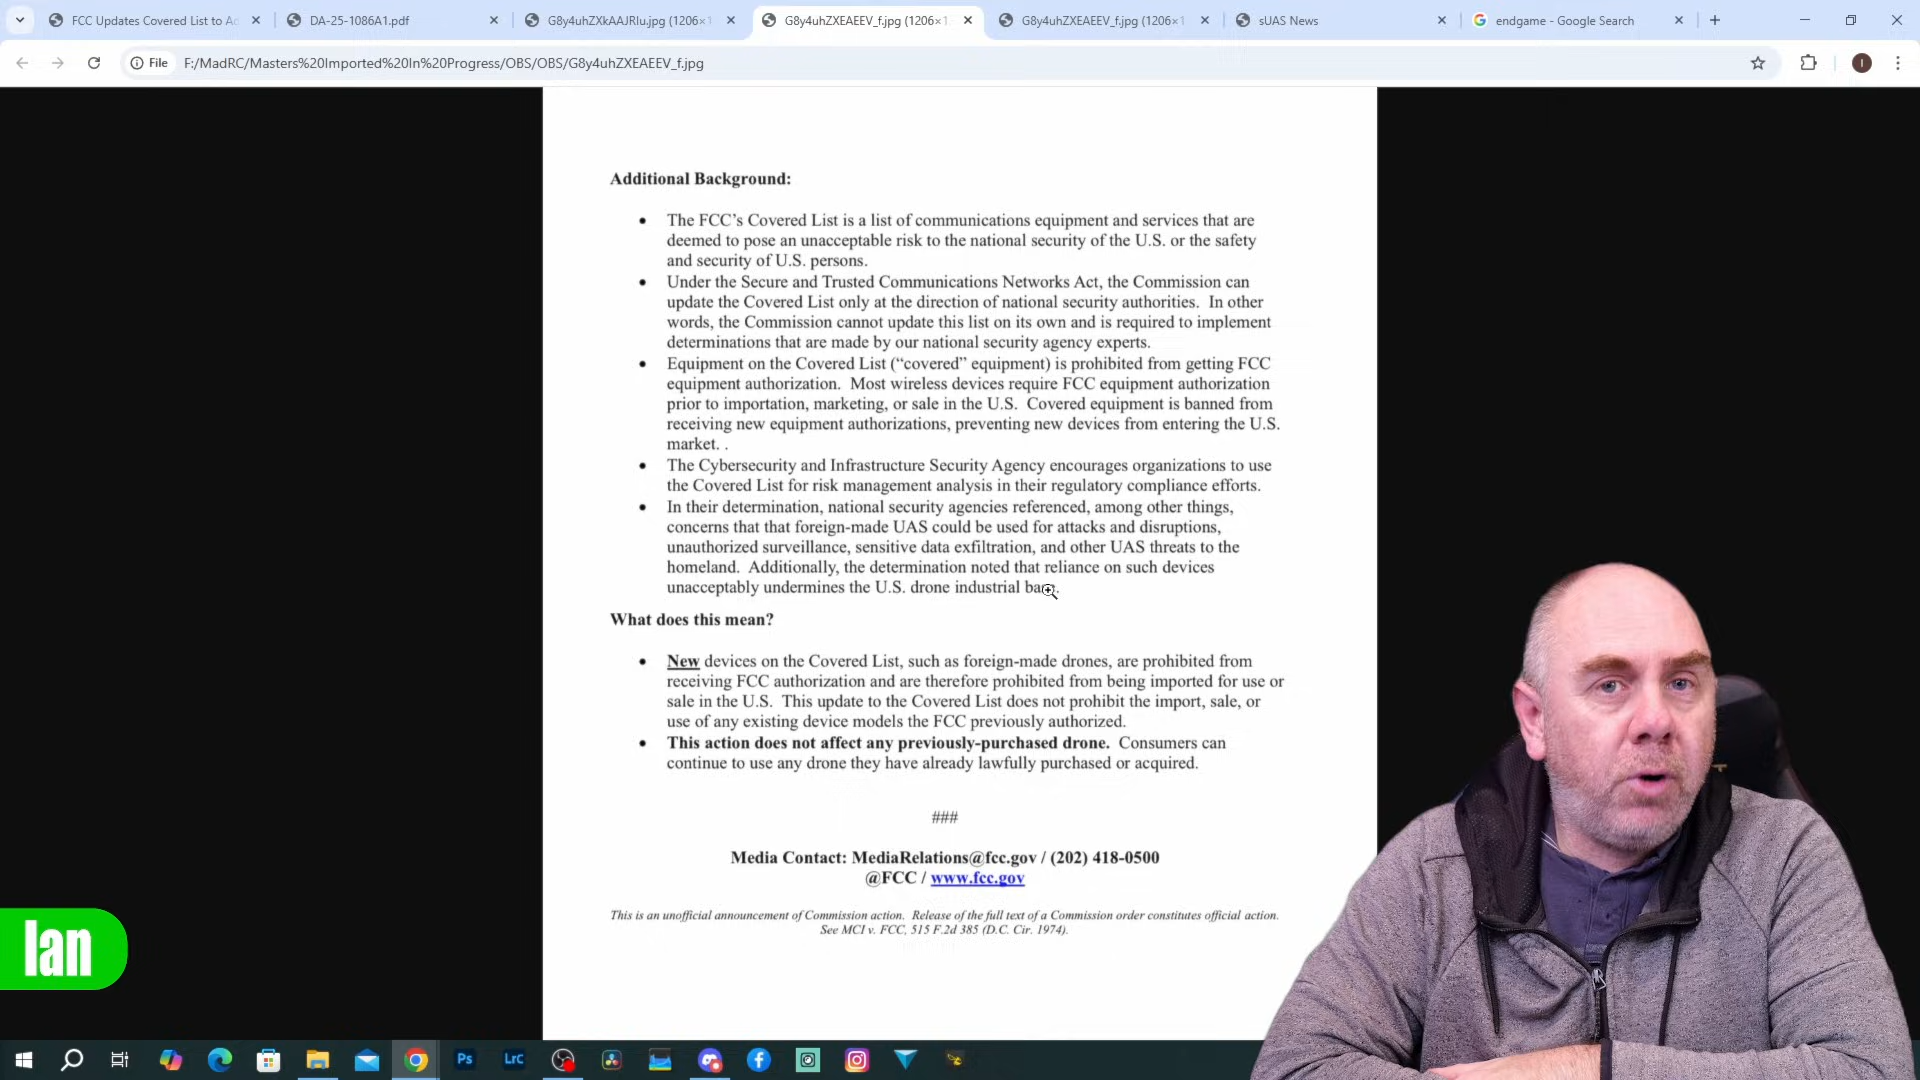 FCC Updates Covered List to Ac
DA-25-1086A1.pdf
G8y4uhZXkAAJRlu.jpg (1206×1
G8y4uhZXEAEEV_f.jpg (1206×1
G8y4uhZXEAEEV_f.jpg (1206×1
sUAS News
endgame - Google Search
File
F:/MadRC/Masters%20Imported%20In%20Progress/OBS/OBS/G8y4uhZXEAEEV_f.jpg
Additional Background:
• The FCC’s Covered List is a list of communications equipment and services that are
deemed to pose an unacceptable risk to the national security of the U.S. or the safety
and security of U.S. persons.
• Under the Secure and Trusted Communications Networks Act, the Commission can
update the Covered List only at the direction of national security authorities.  In other
words, the Commission cannot update this list on its own and is required to implement
determinations that are made by our national security agency experts.
• Equipment on the Covered List (“covered” equipment) is prohibited from getting FCC
equipment authorization.  Most wireless devices require FCC equipment authorization
prior to importation, marketing, or sale in the U.S.  Covered equipment is banned from
receiving new equipment authorizations, preventing new devices from entering the U.S.
market. .
• The Cybersecurity and Infrastructure Security Agency encourages organizations to use
the Covered List for risk management analysis in their regulatory compliance efforts.
• In their determination, national security agencies referenced, among other things,
concerns that that foreign-made UAS could be used for attacks and disruptions,
unauthorized surveillance, sensitive data exfiltration, and other UAS threats to the
homeland.  Additionally, the determination noted that reliance on such devices
unacceptably undermines the U.S. drone industrial base.
What does this mean?
• New devices on the Covered List, such as foreign-made drones, are prohibited from
receiving FCC authorization and are therefore prohibited from being imported for use or
sale in the U.S.  This update to the Covered List does not prohibit the import, sale, or
use of any existing device models the FCC previously authorized.
• This action does not affect any previously-purchased drone.  Consumers can
continue to use any drone they have already lawfully purchased or acquired.
###
Media Contact: MediaRelations@fcc.gov / (202) 418-0500
@FCC / www.fcc.gov
This is an unofficial announcement of Commission action.  Release of the full text of a Commission order constitutes official action.
See MCI v. FCC, 515 F.2d 385 (D.C. Cir. 1974).
Ian
Ps
Lrc